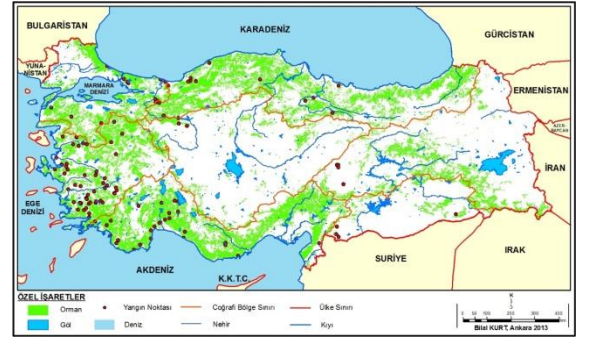 BULGARİSTAN
KARADENİZ
GÜRCİSTAN
YUNA-
NİSTAN
MARMARA
DENİZİ
ERMENİSTAN
İRAN
EGE
DENİZİ
AKDENİZ
K.K.T.C.
SURİYE
IRAK
ÖZEL İŞARETLER
Orman
Yangın Noktası
Coğrafi Bölge Sınırı
Ülke Sınırı
Göl
Deniz
Nehir
Kıyı
K
Bilal KURT, Ankara 2013